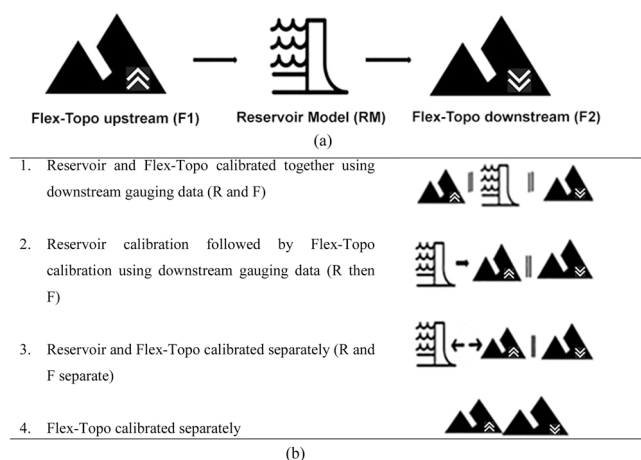 Flex-Topo upstream (F1) Reservoir Model (RM) Flex-Topo downstream (F2)
(a)
1. Reservoir and Flex-Topo calibrated together using
downstream gauging data (R and F)
2. Reservoir calibration followed by Flex-Topo
calibration using downstream gauging data (R then
F)
3. Reservoir and Flex-Topo calibrated separately (R and
F separate)
4. Flex-Topo calibrated separately
(b)